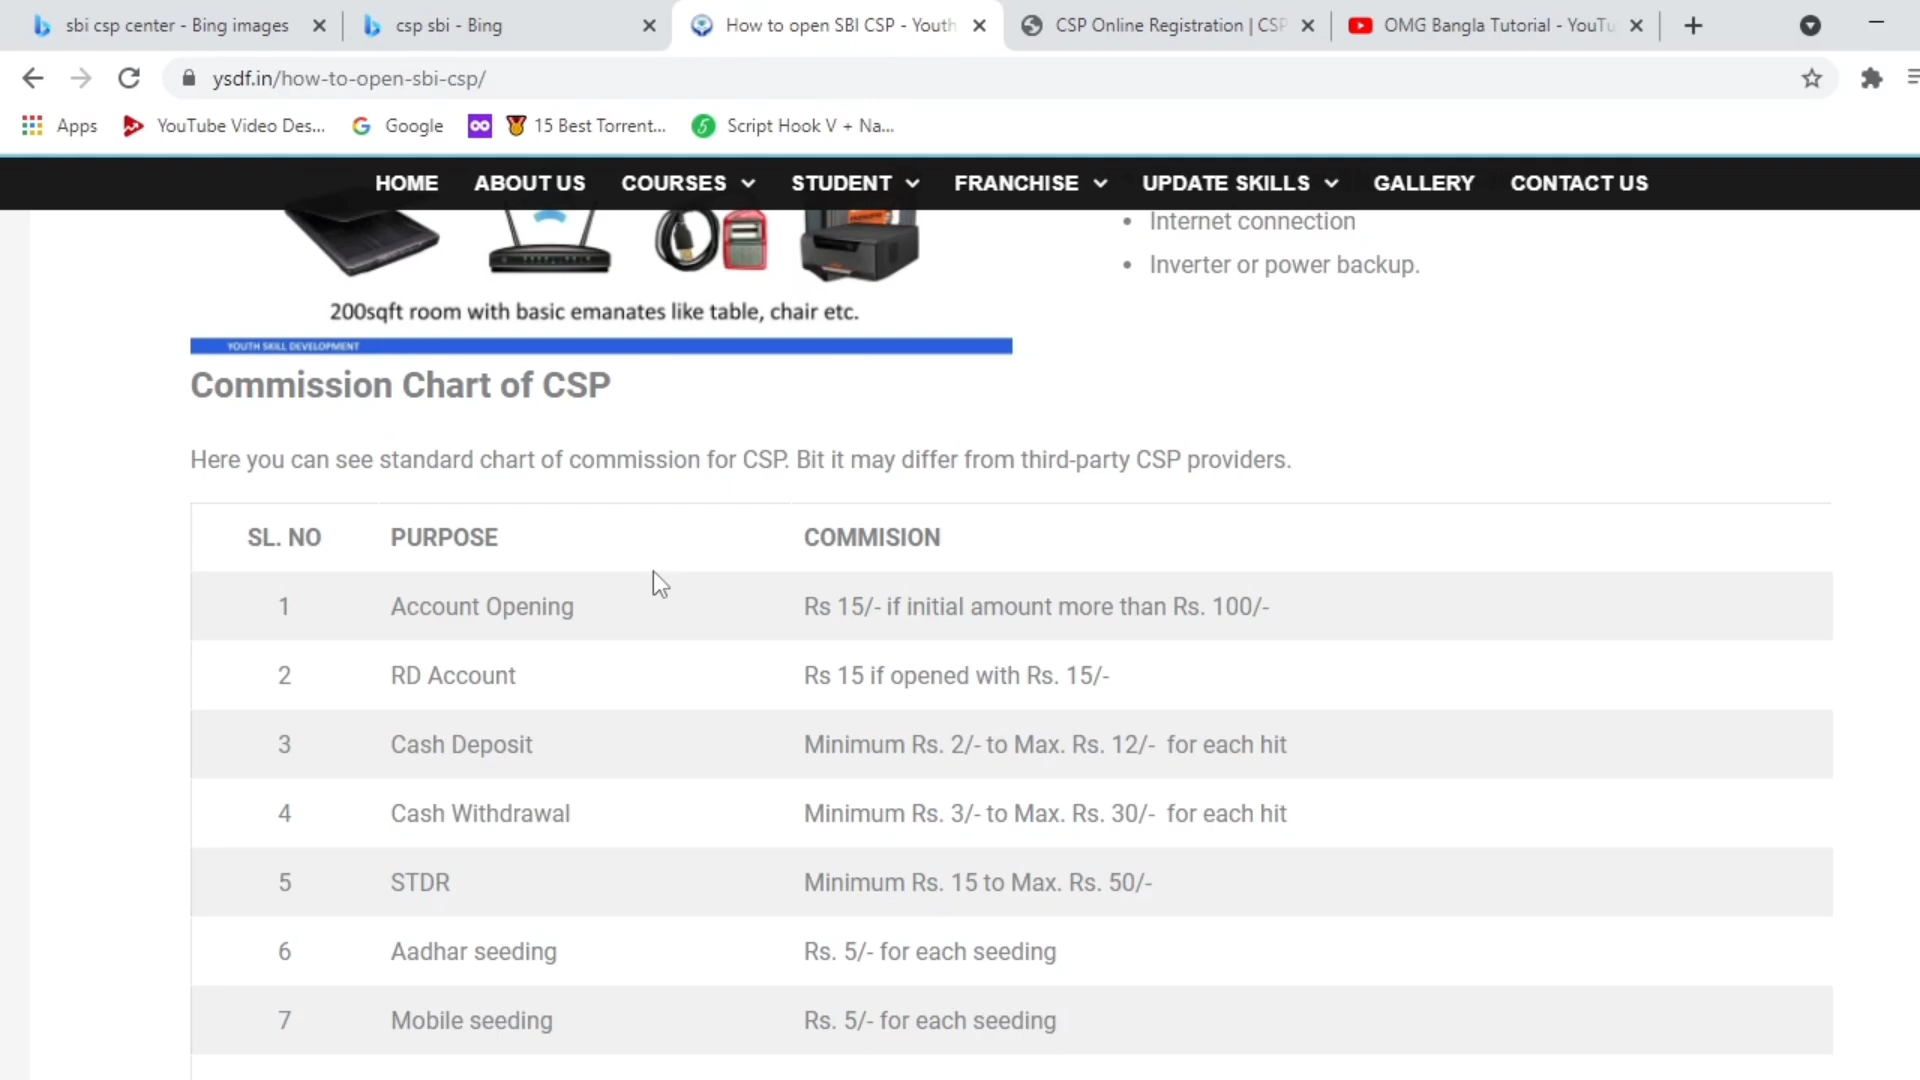 sbi csp center - Bing images
csp sbi - Bing
How to open SBI CSP - Youth
CSP Online Registration | CSP
OMG Bangla Tutorial - YouTu
ysdf.in/how-to-open-sbi-csp/
Apps
YouTube Video Des...
Google
15 Best Torrent...
Script Hook V + Na...
HOME ABOUT US COURSES STUDENT FRANCHISE UPDATE SKILLS GALLERY CONTACT US
• Internet connection
• Inverter or power backup.
200sqft room with basic emanates like table, chair etc.
YOUTH SKILL DEVELOPMENT
Commission Chart of CSP
Here you can see standard chart of commission for CSP. Bit it may differ from third-party CSP providers.
SL. NO PURPOSE COMMISION
1 Account Opening Rs 15/- if initial amount more than Rs. 100/-
2 RD Account Rs 15 if opened with Rs. 15/-
3 Cash Deposit Minimum Rs. 2/- to Max. Rs. 12/- for each hit
4 Cash Withdrawal Minimum Rs. 3/- to Max. Rs. 30/- for each hit
5 STDR Minimum Rs. 15 to Max. Rs. 50/-
6 Aadhar seeding Rs. 5/- for each seeding
7 Mobile seeding Rs. 5/- for each seeding